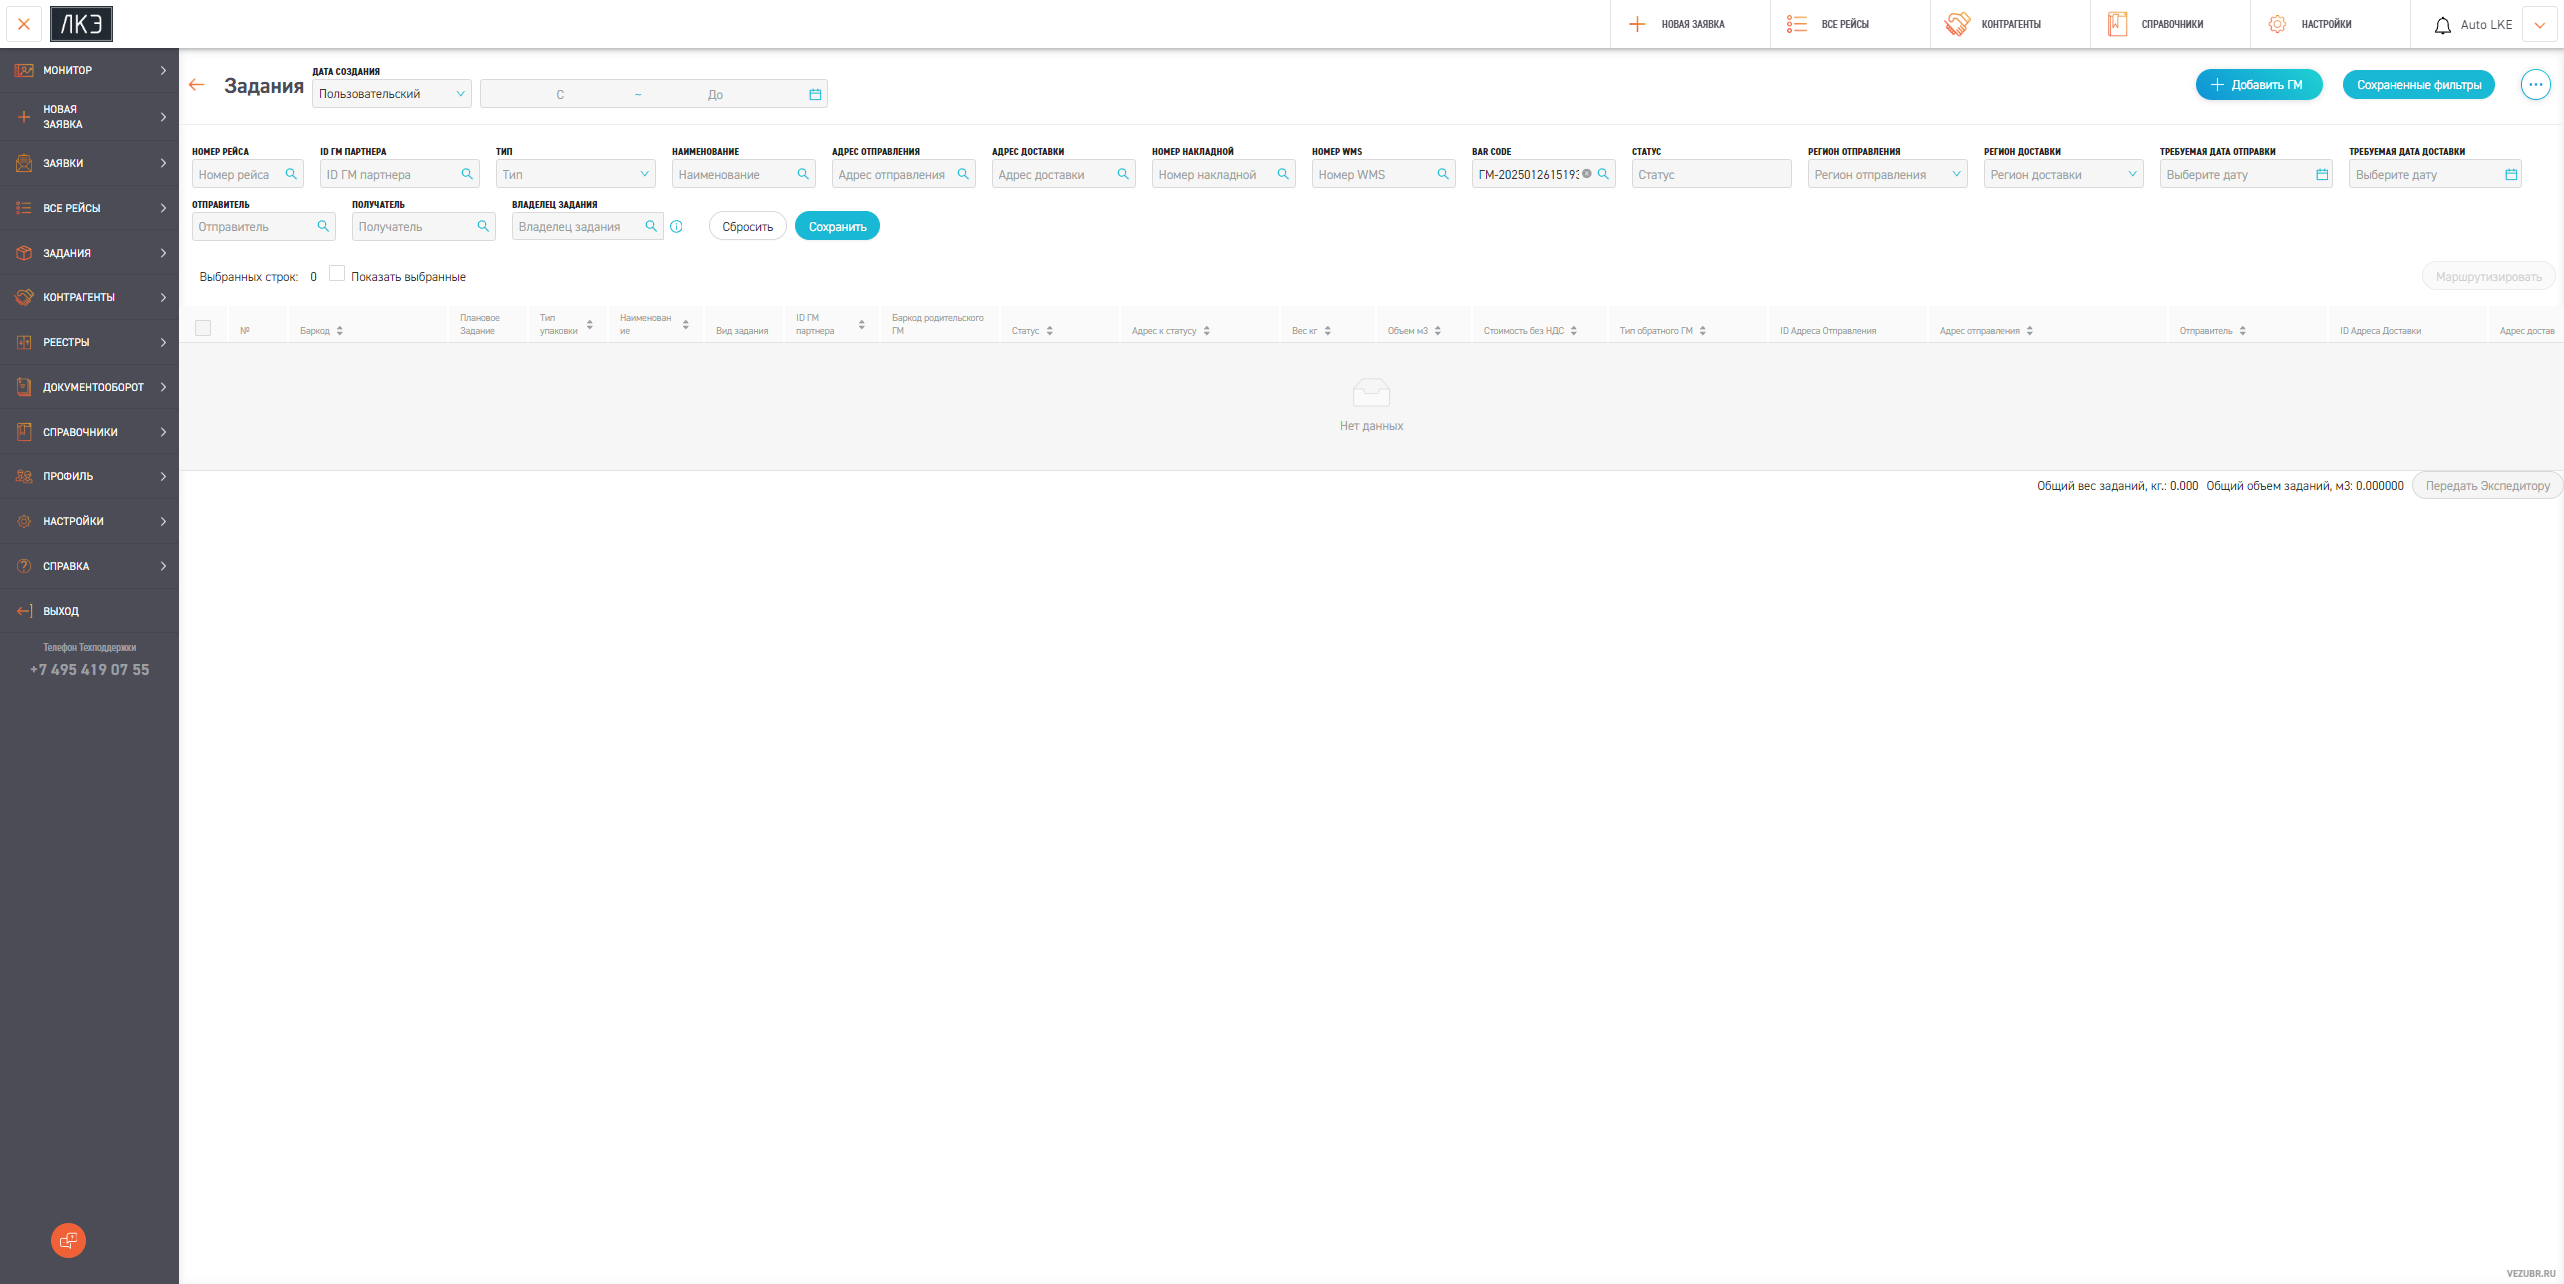 ЛКЭ
НОВАЯ ЗАЯВКА
ВСЕ РЕЙСЫ
КОНТРАГЕНТЫ
СПРАВОЧНИКИ
НАСТРОЙКИ
Auto LKE
МОНИТОР
НОВАЯ
ЗАЯВКА
ЗАЯВКИ
ВСЕ РЕЙСЫ
ЗАДАНИЯ
КОНТРАГЕНТЫ
РЕЕСТРЫ
ДОКУМЕНТООБОРОТ
СПРАВОЧНИКИ
ПРОФИЛЬ
НАСТРОЙКИ
СПРАВКА
ВЫХОД
Телефон Техподдержки
+7 495 419 07 55
Задания
ДАТА СОЗДАНИЯ
Пользовательский
С ~ До
Добавить ГМ
Сохраненные фильтры
НОМЕР РЕЙСА
Номер рейса
ID ГМ ПАРТНЕРА
ID ГМ партнера
ТИП
Тип
НАИМЕНОВАНИЕ
Наименование
АДРЕС ОТПРАВЛЕНИЯ
Адрес отправления
АДРЕС ДОСТАВКИ
Адрес доставки
НОМЕР НАКЛАДНОЙ
Номер накладной
НОМЕР WMS
Номер WMS
BAR CODE
ГМ-2025012615193
СТАТУС
Статус
РЕГИОН ОТПРАВЛЕНИЯ
Регион отправления
РЕГИОН ДОСТАВКИ
Регион доставки
ТРЕБУЕМАЯ ДАТА ОТПРАВКИ
Выберите дату
ТРЕБУЕМАЯ ДАТА ДОСТАВКИ
Выберите дату
ОТПРАВИТЕЛЬ
Отправитель
ПОЛУЧАТЕЛЬ
Получатель
ВЛАДЕЛЕЦ ЗАДАНИЯ
Владелец задания
Сбросить
Сохранить
Выбранных строк: 0
Показать выбранные
Маршрутизировать
№
Баркод
Плановое
Задание
Тип
упаковки
Наименован
ие
Вид задания
ID ГМ
партнера
Баркод родительского
ГМ
Статус
Адрес к статусу
Вес кг
Объем м3
Стоимость без НДС
Тип обратного ГМ
ID Адреса Отправления
Адрес отправления
Отправитель
ID Адреса Доставки
Адрес достав
Нет данных
Общий вес заданий, кг.: 0.000 Общий объем заданий, м3: 0.000000
Передать Экспедитору
VEZUBR.RU